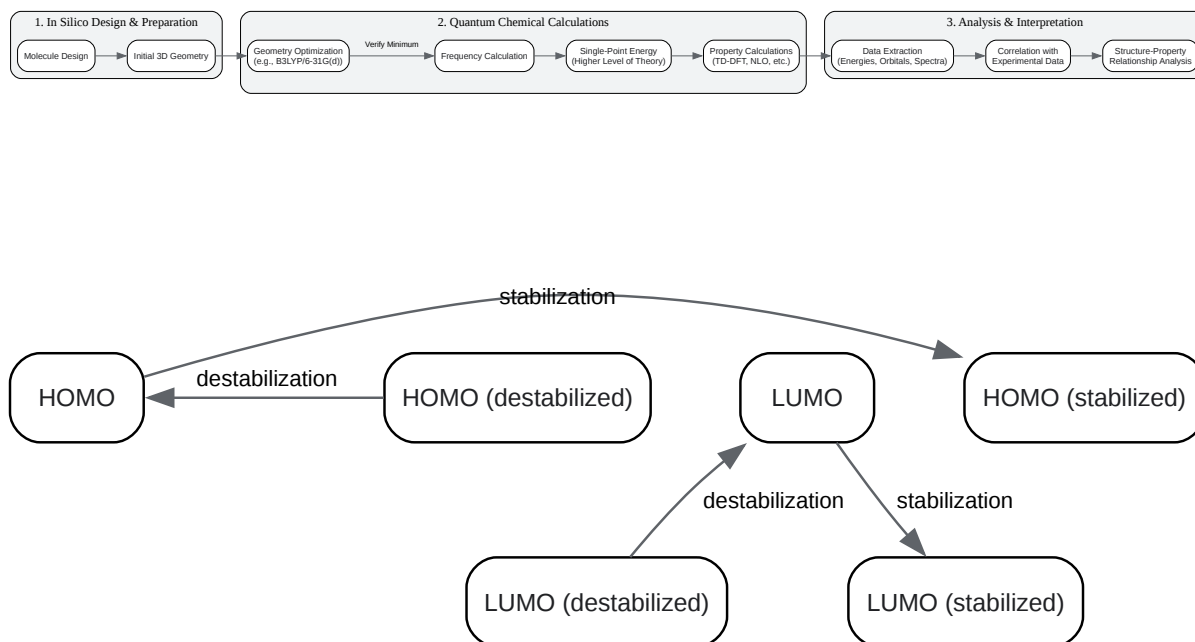 1. In Silico Design & Preparation
2. Quantum Chemical Calculations
3. Analysis & Interpretation
Molecule Design
Initial 3D Geometry
Geometry Optimization
(e.g., B3LYP/6-31G(d))
Verify Minimum
Frequency Calculation
Single-Point Energy
(Higher Level of Theory)
Property Calculations
(TD-DFT, NLO, etc.)
Data Extraction
(Energies, Orbitals, Spectra)
Correlation with
Experimental Data
Structure-Property
Relationship Analysis
stabilization
HOMO
destabilization
HOMO (destabilized)
LUMO
HOMO (stabilized)
destabilization
stabilization
LUMO (destabilized)
LUMO (stabilized)